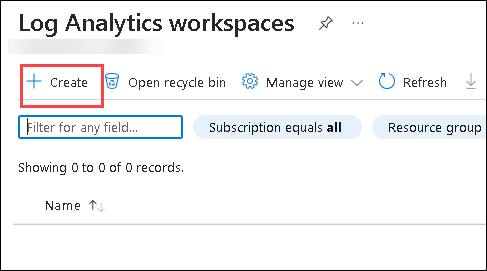 Log Analytics workspaces
Create Open recycle bin Manage view Refresh
Filter for any field... Subscription equals all Resource group
Showing 0 to 0 of 0 records.
Name